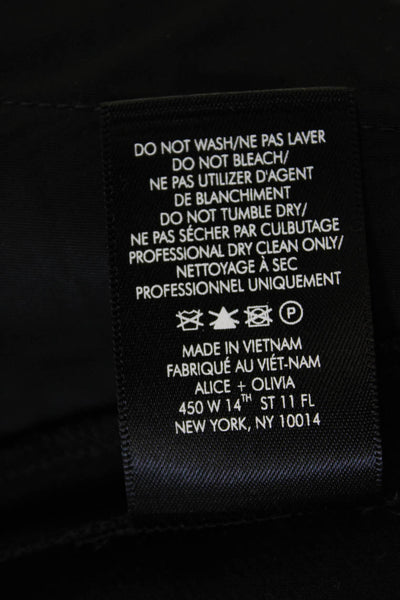 DO NOT WASH/NE PAS LAVER
DO NOT BLEACH/
NE PAS UTILIZER D'AGENT
DE BLANCHIMENT
DO NOT TUMBLE DRY/
NE PAS SÉCHER PAR CULBUTAGE
PROFESSIONAL DRY CLEAN ONLY/
NETTOYAGE À SEC
PROFESSIONNEL UNIQUEMENT
P
MADE IN VIETNAM
FABRIQUÉ AU VIÉT-NAM
ALICE + OLIVIA
450 W 14TH ST 11 FL
NEW YORK, NY 10014